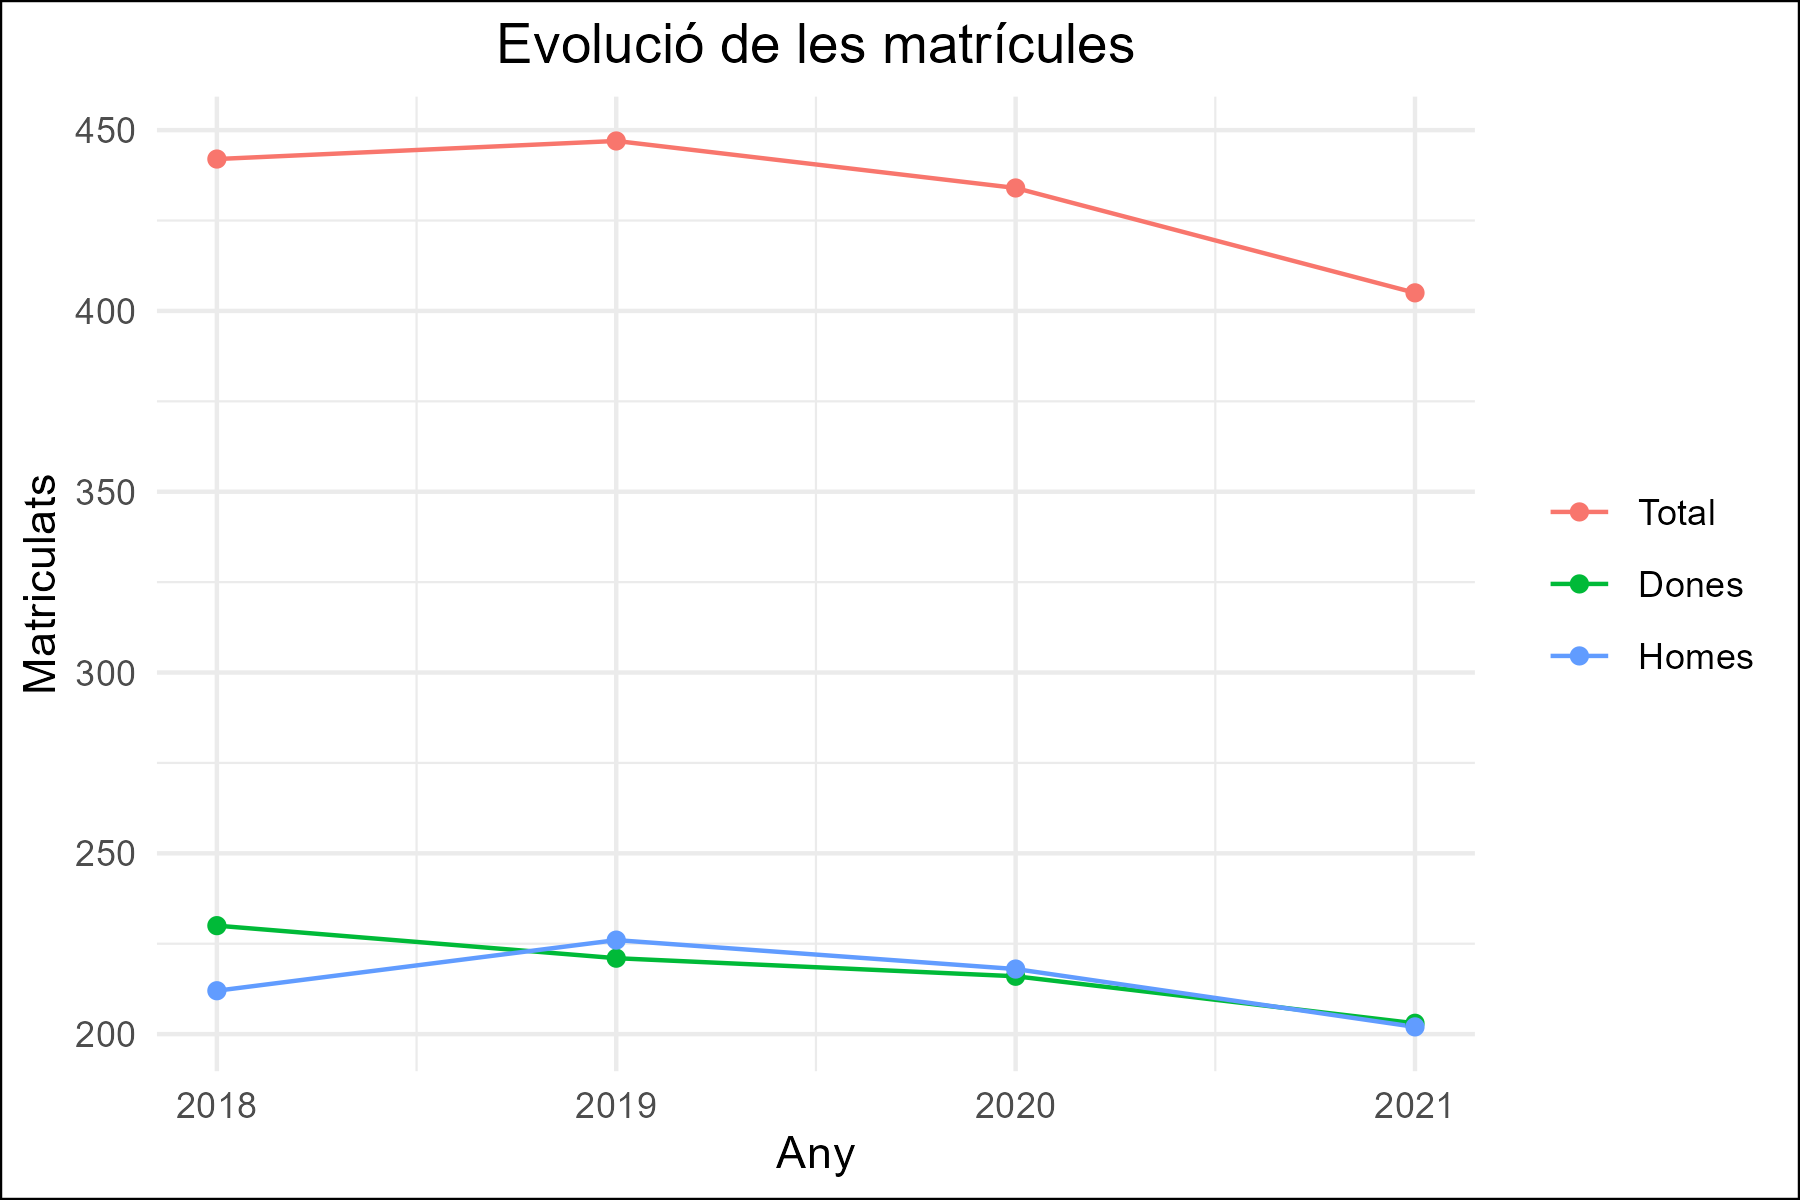 Evolució de les matrícules
450
400
350
300
250
200
Matriculats
2018
2019
2020
2021
Any
Total
Dones
Homes